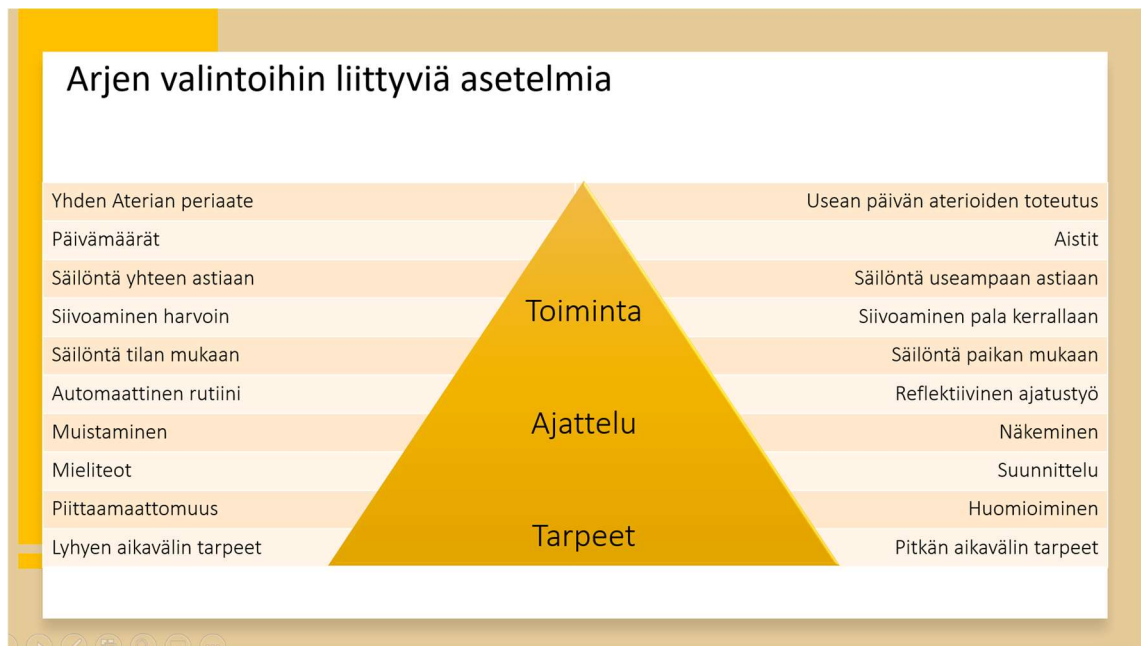 Arjen valintoihin liittyviä asetelmia
Yhden Aterian periaate Usean päivän aterioiden toteutus
Päivämäärät Aistit
Säilöntä yhteen astiaan Säilöntä useampaan astiaan
Siivoaminen harvoin Toiminta Siivoaminen pala kerrallaan
Säilöntä tilan mukaan Säilöntä paikan mukaan
Automaattinen rutiini Reflektiivinen ajatustyö
Muistaminen Ajattelu Näkeminen
Mieliteot Suunnittelu
Piittaamaattomuus Huomioiminen
Lyhyen aikavälin tarpeet Tarpeet Pitkän aikavälin tarpeet